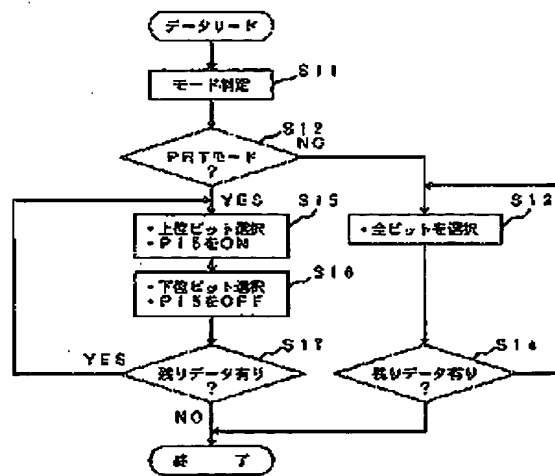 データリード
S11
モード判定
S12
NO
PRTモード
?
YES
S15
S12
・上位ビット選択
・P15をON
・全ビットを選択
S16
・下位ビット選択
・P15をOFF
S17
S14
YES
残りデータ有り
?
残りデータ有り
?
NO
終 了